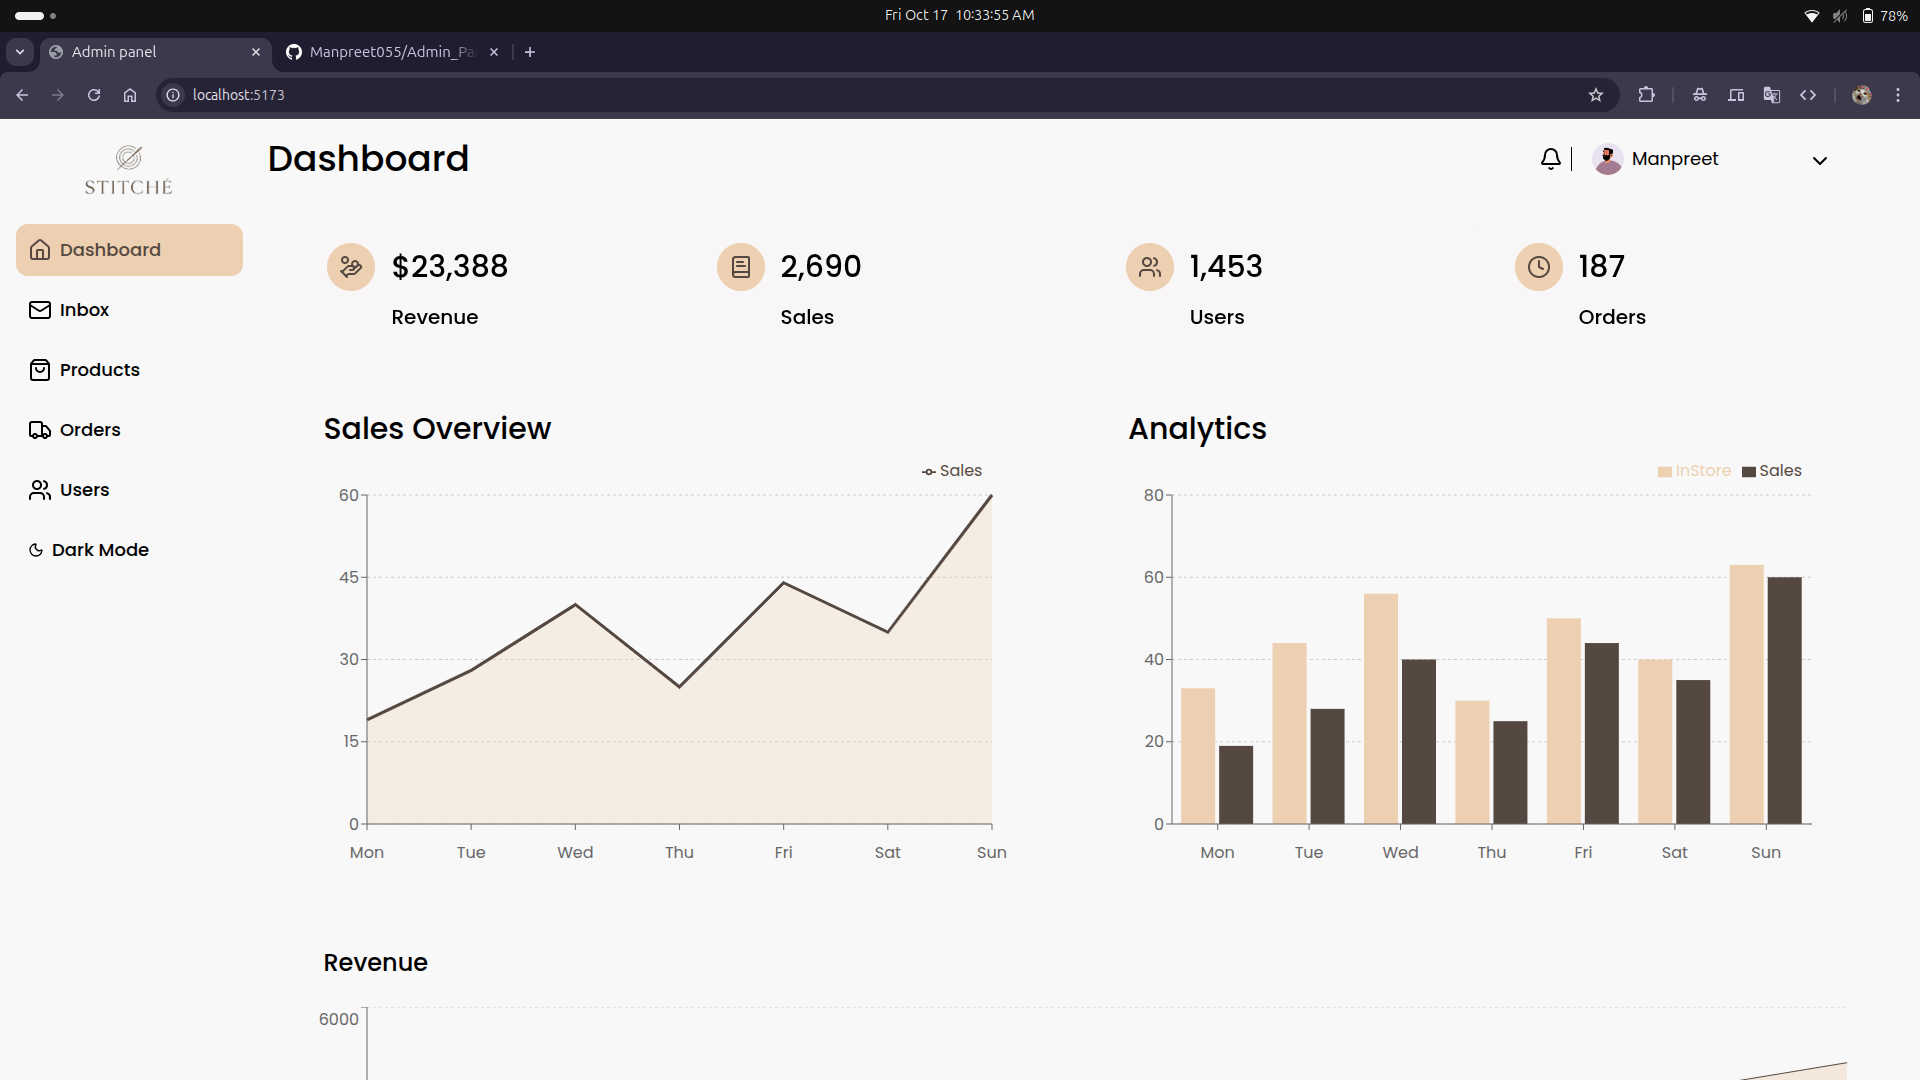 Fri Oct 17 10:33:55 AM
78%
Admin panel
Manpreet055/Admin_Pa
localhost:5173
STITCHÉ
Dashboard
Manpreet
Dashboard
Inbox
Products
Orders
Users
Dark Mode
$23,388
Revenue
2,690
Sales
1,453
Users
187
Orders
Sales Overview
Sales
60
45
30
15
0
Mon Tue Wed Thu Fri Sat Sun
Analytics
InStore Sales
80
60
40
20
0
Mon Tue Wed Thu Fri Sat Sun
Revenue
6000